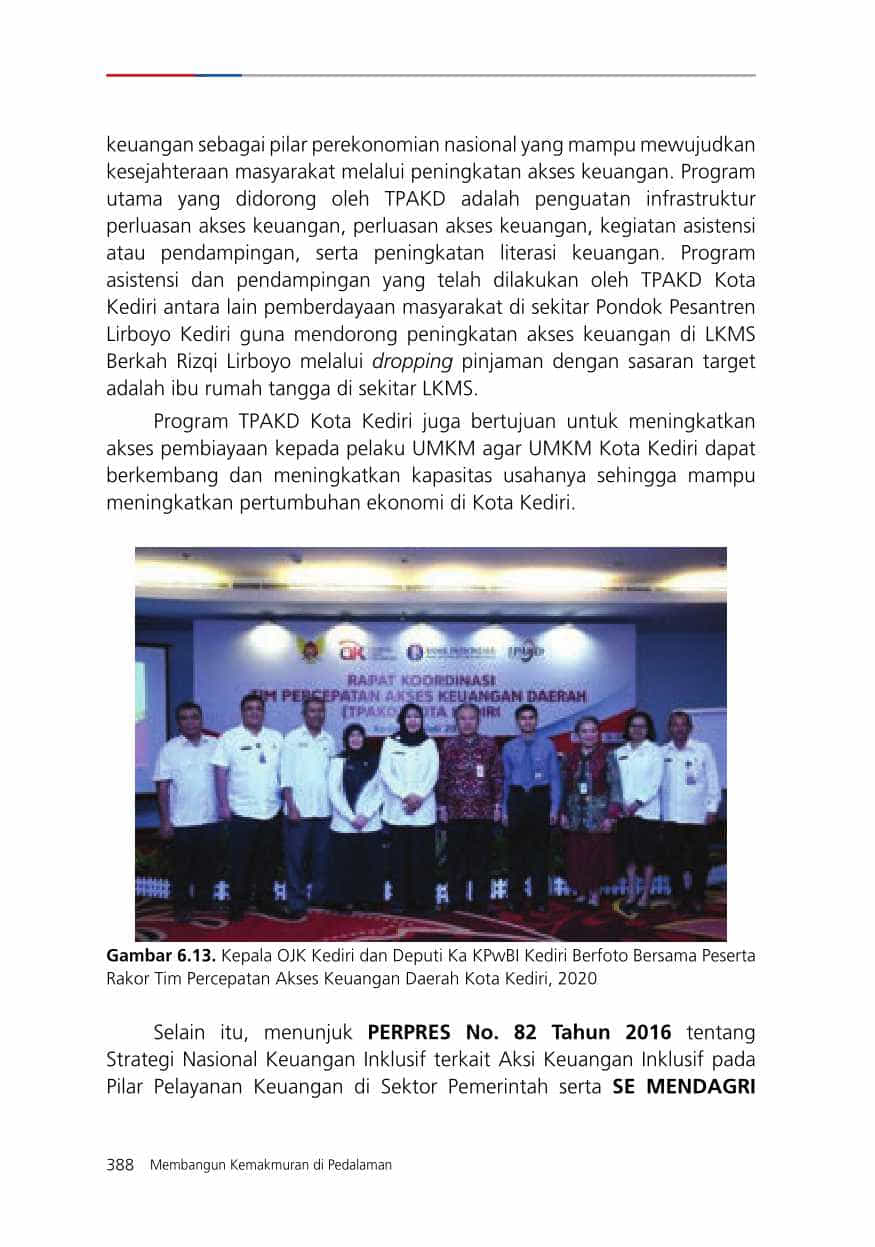 keuangan sebagai pilar perekonomian nasional yang mampu mewujudkan
kesejahteraan masyarakat melalui peningkatan akses keuangan. Program
utama yang didorong oleh TPAKD adalah penguatan infrastruktur
perluasan akses keuangan, perluasan akses keuangan, kegiatan asistensi
atau pendampingan, serta peningkatan literasi keuangan. Program
asistensi dan pendampingan yang telah dilakukan oleh TPAKD Kota
Kediri antara lain pemberdayaan masyarakat di sekitar Pondok Pesantren
Lirboyo Kediri guna mendorong peningkatan akses keuangan di LKMS
Berkah Rizqi Lirboyo melalui dropping pinjaman dengan sasaran target
adalah ibu rumah tangga di sekitar LKMS.
Program TPAKD Kota Kediri juga bertujuan untuk meningkatkan
akses pembiayaan kepada pelaku UMKM agar UMKM Kota Kediri dapat
berkembang dan meningkatkan kapasitas usahanya sehingga mampu
meningkatkan pertumbuhan ekonomi di Kota Kediri.
BANK INDONESIA
RAPAT KOORDINASI
TIM PERCEPATAN AKSES KEUANGAN DAERAH
(TPAKD) KOTA KEDIRI
Gambar 6.13. Kepala OJK Kediri dan Deputi Ka KPwBI Kediri Berfoto Bersama Peserta
Rakor Tim Percepatan Akses Keuangan Daerah Kota Kediri, 2020
Selain itu, menunjuk PERPRES No. 82 Tahun 2016 tentang
Strategi Nasional Keuangan Inklusif terkait Aksi Keuangan Inklusif pada
Pilar Pelayanan Keuangan di Sektor Pemerintah serta SE MENDAGRI
388 Membangun Kemakmuran di Pedalaman